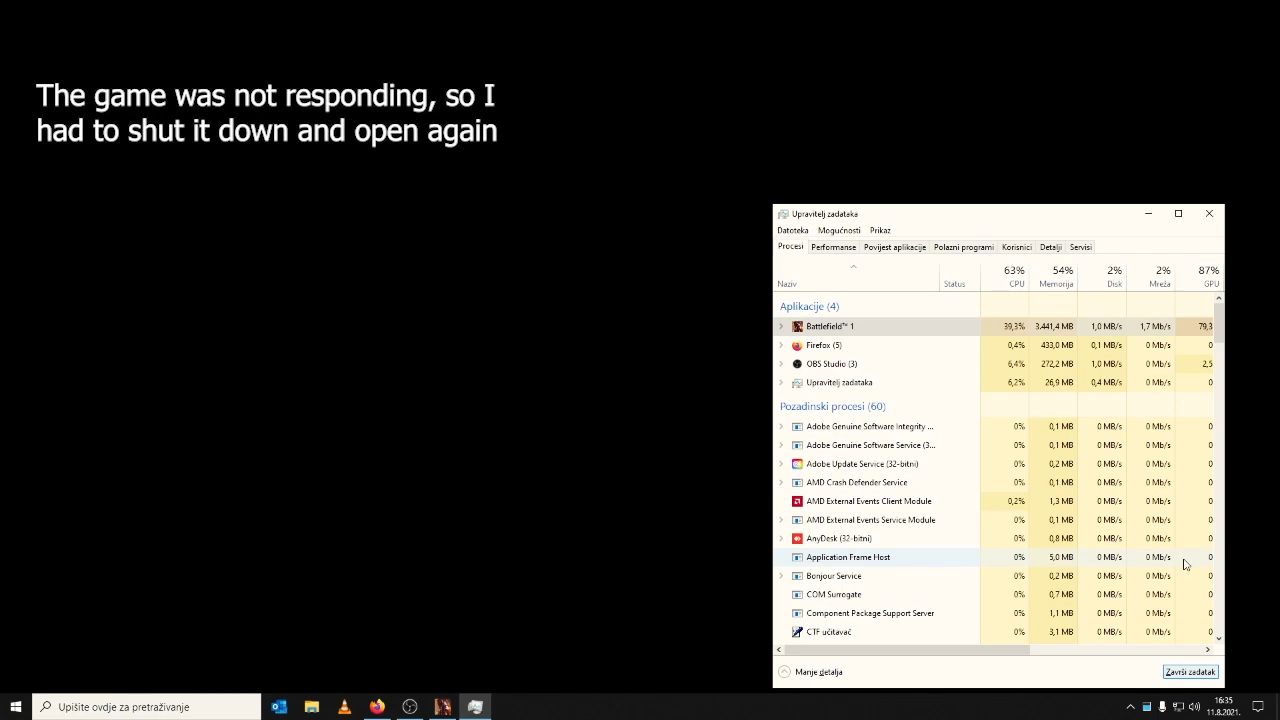 The game was not responding, so I
had to shut it down and open again
Upravitelj zadataka
Datoteka Mogućnosti Prikaz
Procesi Performanse Povijest aplikacije Polazni programi Korisnici Detalji Servisi
63% 54% 2% 2% 87%
Naziv Status CPU Memorija Disk Mreža GPU
Aplikacije (4)
Battlefield™ 1 39,3% 3.441,4 MB 1,0 MB/s 1,7 Mb/s 79,3
Firefox (5) 0,4% 433,0 MB 0,1 MB/s 0 Mb/s 0
OBS Studio (3) 6,4% 272,2 MB 1,0 MB/s 0 Mb/s 2,5
Upravitelj zadataka 6,2% 26,9 MB 0,4 MB/s 0 Mb/s 0
Pozadinski procesi (60)
Adobe Genuine Software Integrity ... 0% 0,1 MB 0 MB/s 0 Mb/s 0
Adobe Genuine Software Service (3... 0% 0,1 MB 0 MB/s 0 Mb/s 0
Adobe Update Service (32-bitni) 0% 0,2 MB 0 MB/s 0 Mb/s 0
AMD Crash Defender Service 0% 0,1 MB 0 MB/s 0 Mb/s 0
AMD External Events Client Module 0,2% 1,3 MB 0 MB/s 0 Mb/s 0
AMD External Events Service Module 0% 0,1 MB 0 MB/s 0 Mb/s 0
AnyDesk (32-bitni) 0% 0,8 MB 0 MB/s 0 Mb/s 0
Application Frame Host 0% 5,0 MB 0 MB/s 0 Mb/s 0
Bonjour Service 0% 0,2 MB 0 MB/s 0 Mb/s 0
COM Surrogate 0% 0,7 MB 0 MB/s 0 Mb/s 0
Component Package Support Server 0% 1,1 MB 0 MB/s 0 Mb/s 0
CTF učitavač 0% 3,1 MB 0 MB/s 0 Mb/s 0
Manje detalja Završi zadatak
Upišite ovdje za pretraživanje
16:35
11.8.2021.